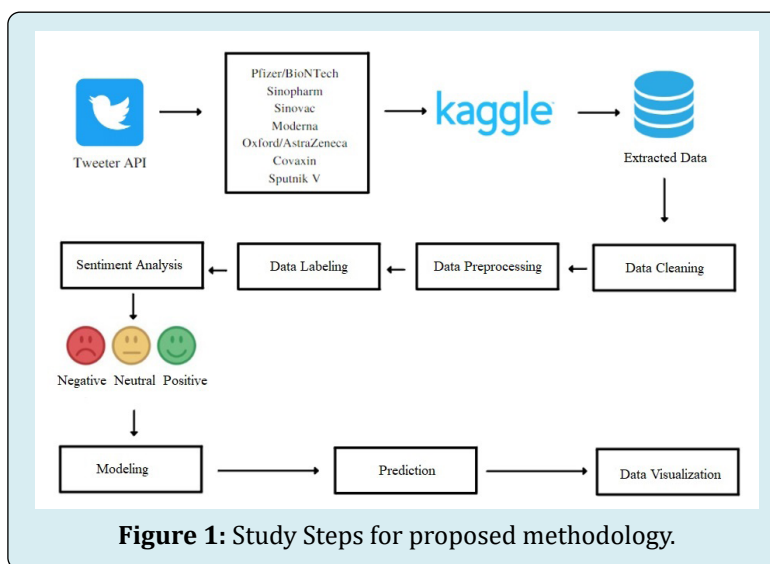 Pfizer/BioNTech
Sinopharm
Sinovac
Moderna
Oxford/AstraZeneca
Covaxin
Sputnik V
kaggle
Tweeter API
Extracted Data
Sentiment Analysis
Data Labeling
Data Preprocessing
Data Cleaning
Negative Neutral Positive
Modeling
Prediction
Data Visualization
Figure 1: Study Steps for proposed methodology.